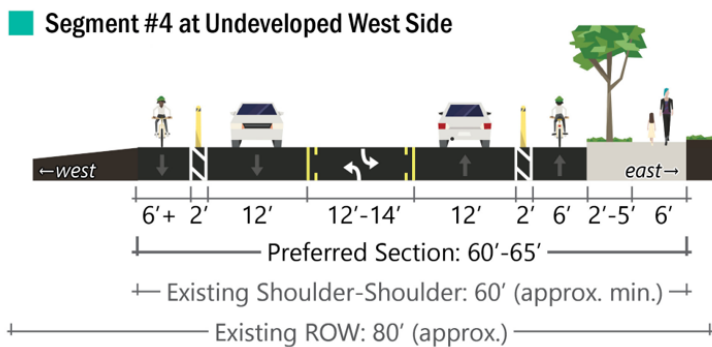 Segment #4 at Undeveloped West Side
←west
east→
6’+ 2’ 12’ 12’-14’ 12’ 2’ 6’ 2’-5’ 6’
Preferred Section: 60’-65’
Existing Shoulder-Shoulder: 60’ (approx. min.)
Existing ROW: 80’ (approx.)